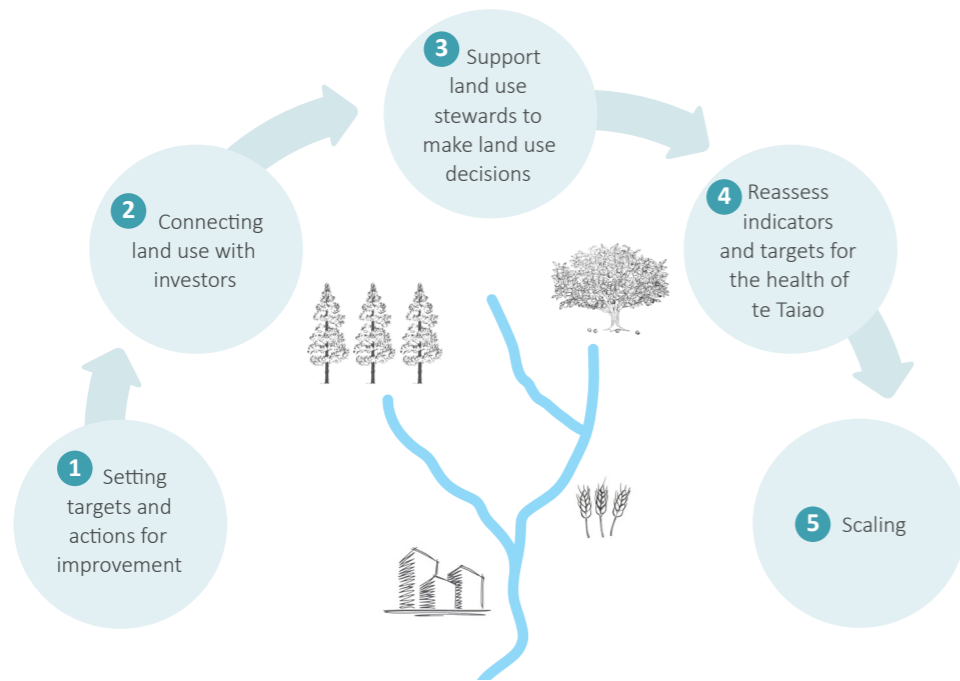 1 Setting
targets and
actions for
improvement
2 Connecting
land use with
investors
3 Support
land use
stewards to
make land use
decisions
4 Reassess
indicators
and targets for
the health of
te Taiao
5 Scaling